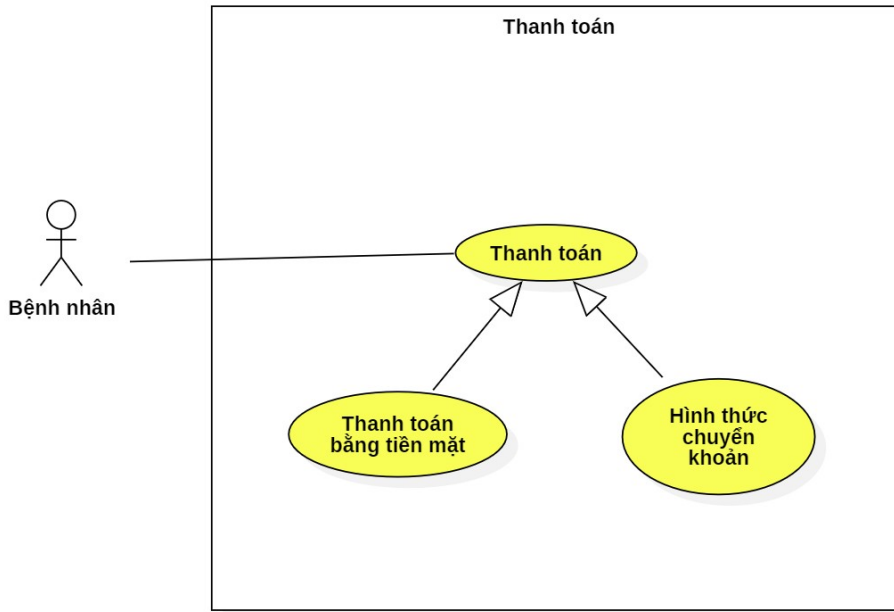 Thanh toán
Thanh toán
Bệnh nhân
Thanh toán
bằng tiền mặt
Hình thức
chuyển
khoản